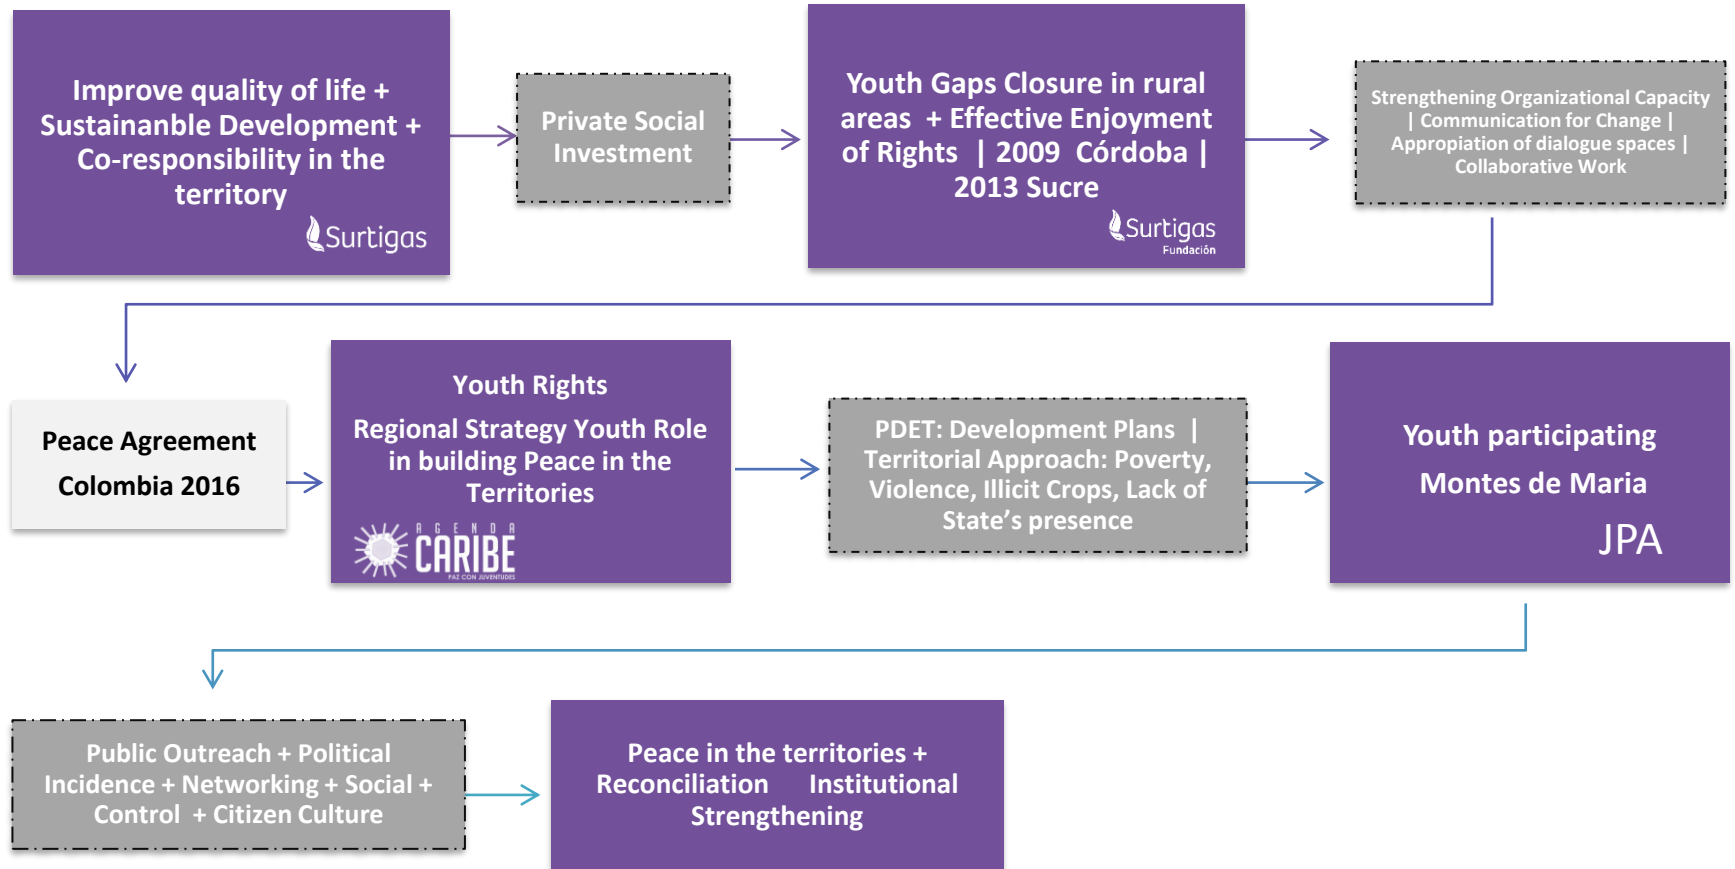 Improve quality of life +
Sustainanble Development +
Co-responsibility in the
territory
Surtigas
Private Social
Investment
Youth Gaps Closure in rural
areas + Effective Enjoyment
of Rights | 2009 Córdoba |
2013 Sucre
Surtigas
Fundación
Strengthening Organizational Capacity
| Communication for Change |
Appropiation of dialogue spaces |
Collaborative Work
Peace Agreement
Colombia 2016
Youth Rights
Regional Strategy Youth Role
in building Peace in the
Territories
AGENDA
CARIBE
PAZ CON JUVENTUDES
PDET: Development Plans |
Territorial Approach: Poverty,
Violence, Illicit Crops, Lack of
State's presence
Youth participating
Montes de Maria
JPA
Public Outreach + Political
Incidence + Networking + Social +
Control + Citizen Culture
Peace in the territories +
Reconciliation Institutional
Strengthening